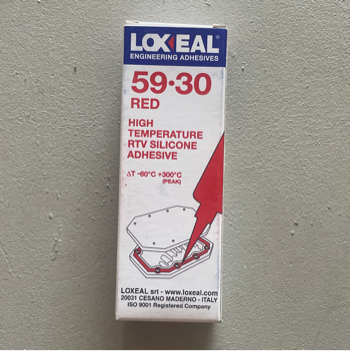 LOXEAL
ENGINEERING ADHESIVES
59·30
RED
HIGH
TEMPERATURE
RTV SILICONE
ADHESIVE
ΔT -60°C +300°C
(PEAK)
LOXEAL srl - www.loxeal.com
20031 CESANO MADERNO - ITALY
ISO 9001 Registered Company